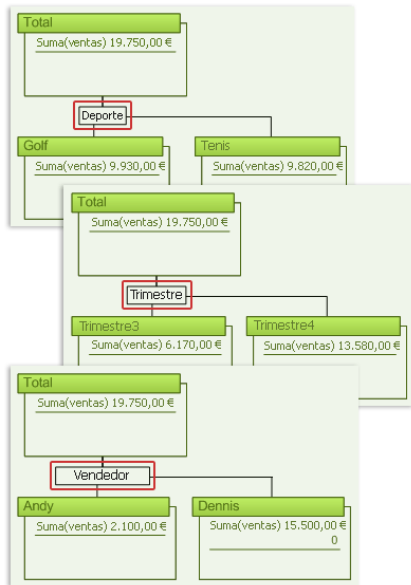 Total
Suma(ventas) 19.750,00 €
Deporte
Golf
Suma(ventas) 9.930,00 €
Tenis
Suma(ventas) 9.820,00 €
Total
Suma(ventas) 19.750,00 €
Trimestre
Trimestre3
Suma(ventas) 6.170,00 €
Trimestre4
Suma(ventas) 13.580,00 €
Total
Suma(ventas) 19.750,00 €
Vendedor
Andy
Suma(ventas) 2.100,00 €
Dennis
Suma(ventas) 15.500,00 €
0